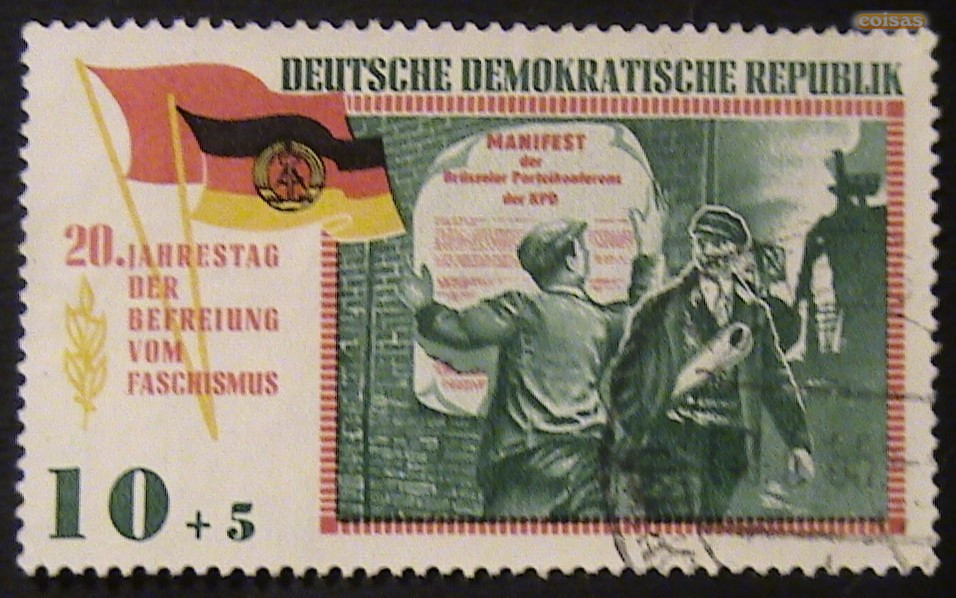 coisas
DEUTSCHE DEMOKRATISCHE REPUBLIK
20. JAHRESTAG
DER
BEFREIUNG
VOM
FASCHISMUS
MANIFEST
der
Brüsseler Parteikonferenz
der KPD
10 + 5